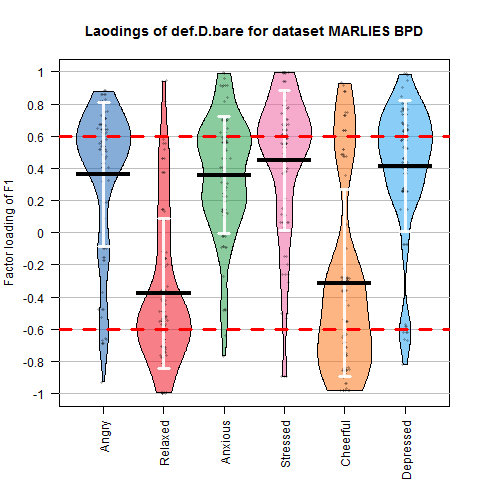 Laodings of def.D.bare for dataset MARLIES BPD
Factor loading of F1
1
0.8
0.6
0.4
0.2
0
-0.2
-0.4
-0.6
-0.8
-1
Angry
Relaxed
Anxious
Stressed
Cheerful
Depressed